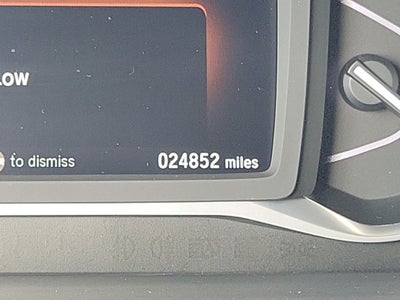 LOW
to dismiss
024852 miles